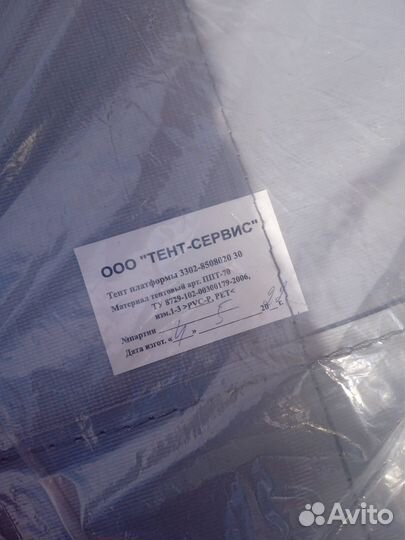 ООО "ТЕНТ-СЕРВИС"
Тент платформы 3302-8508020 30
Материал тентовый арт. ППТ-70
ТУ 8729-102-00300179-2006,
изм.1-3 >PVC-P, PET<
№партии
Дата изгот. « 4 » 5 20 г.
Avito